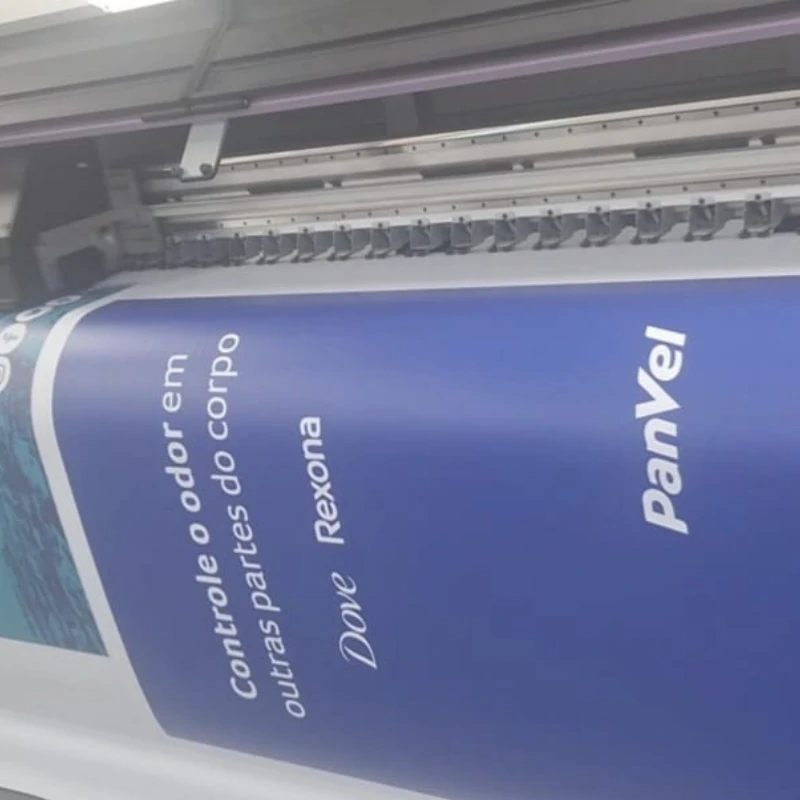 Controle o odor em
outras partes do corpo
Dove Rexona
PanVel